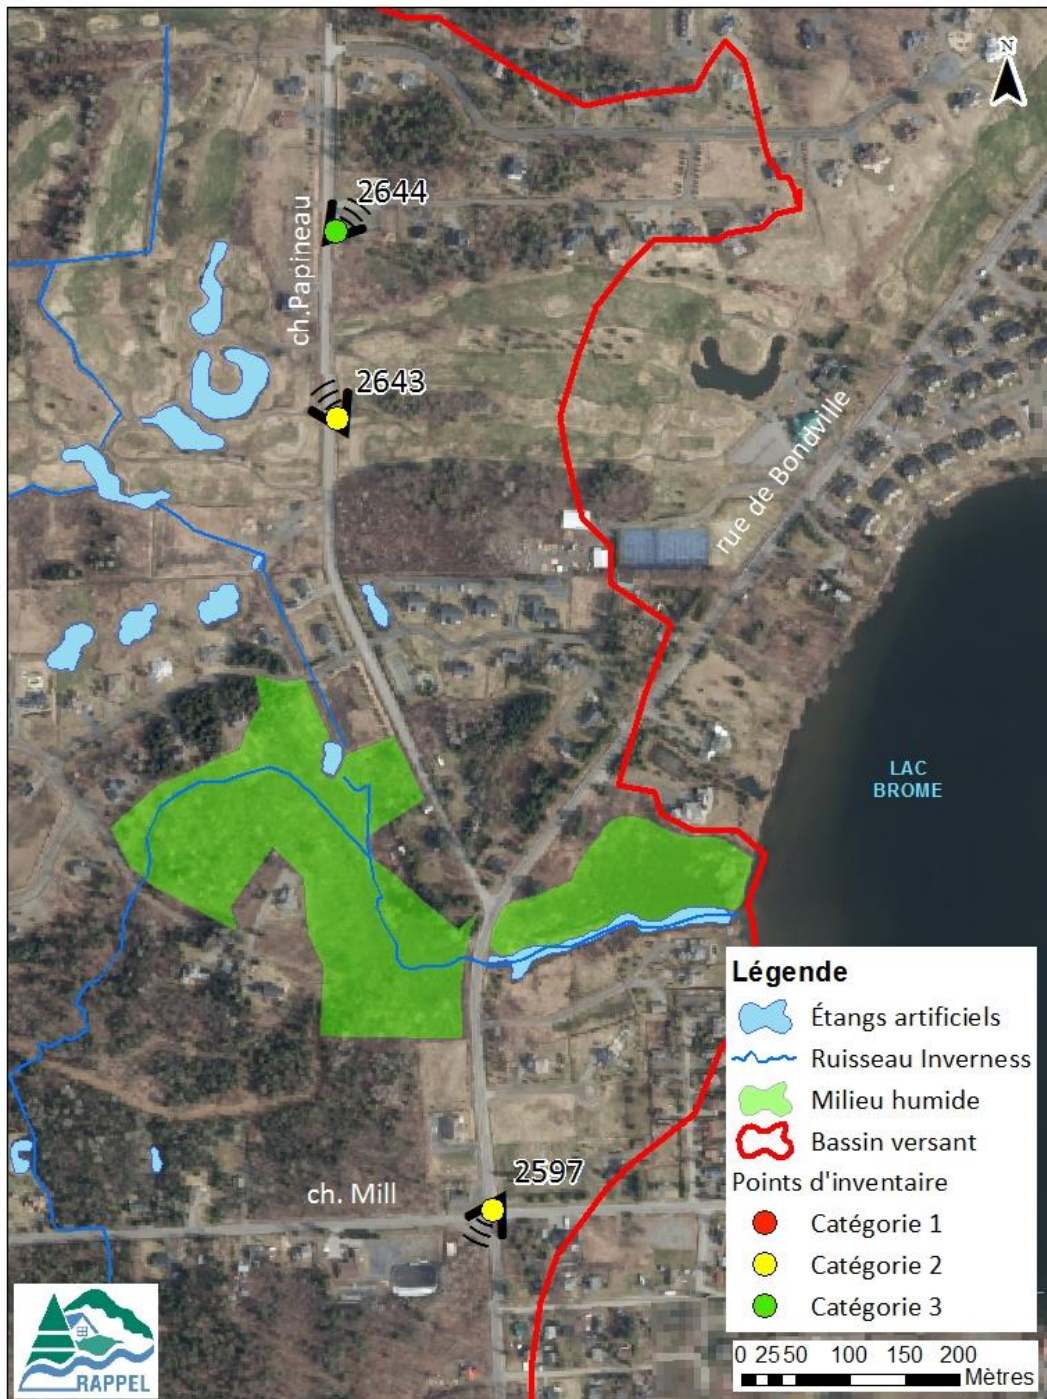 N
2644
ch.Papineau
2643
rue de Bondville
LAC
BROME
Légende
Étangs artificiels
Ruisseau Inverness
Milieu humide
Bassin versant
Points d'inventaire
Catégorie 1
Catégorie 2
Catégorie 3
2597
ch. Mill
0 25 50 100 150 200
Mètres
RAPPEL